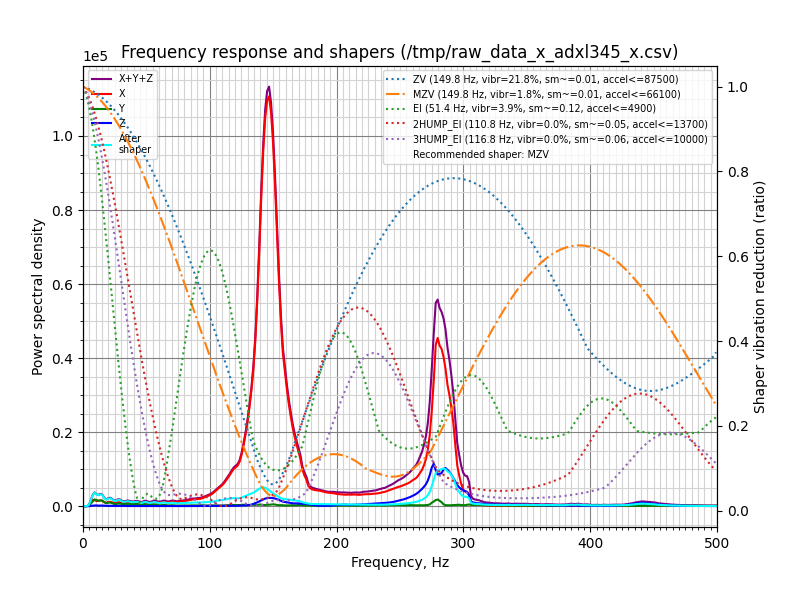 Frequency response and shapers (/tmp/raw_data_x_adxl345_x.csv)
1e5
X+Y+Z
X
Y
Z
After
shaper
ZV (149.8 Hz, vibr=21.8%, sm~=0.01, accel<=87500)
MZV (149.8 Hz, vibr=1.8%, sm~=0.01, accel<=66100)
EI (51.4 Hz, vibr=3.9%, sm~=0.12, accel<=4900)
2HUMP_EI (110.8 Hz, vibr=0.0%, sm~=0.05, accel<=13700)
3HUMP_EI (116.8 Hz, vibr=0.0%, sm~=0.06, accel<=10000)
Recommended shaper: MZV
Power spectral density
1.0
0.8
0.6
0.4
0.2
0.0
1.0
0.8
0.6
0.4
0.2
0.0
Shaper vibration reduction (ratio)
0 100 200 300 400 500
Frequency, Hz